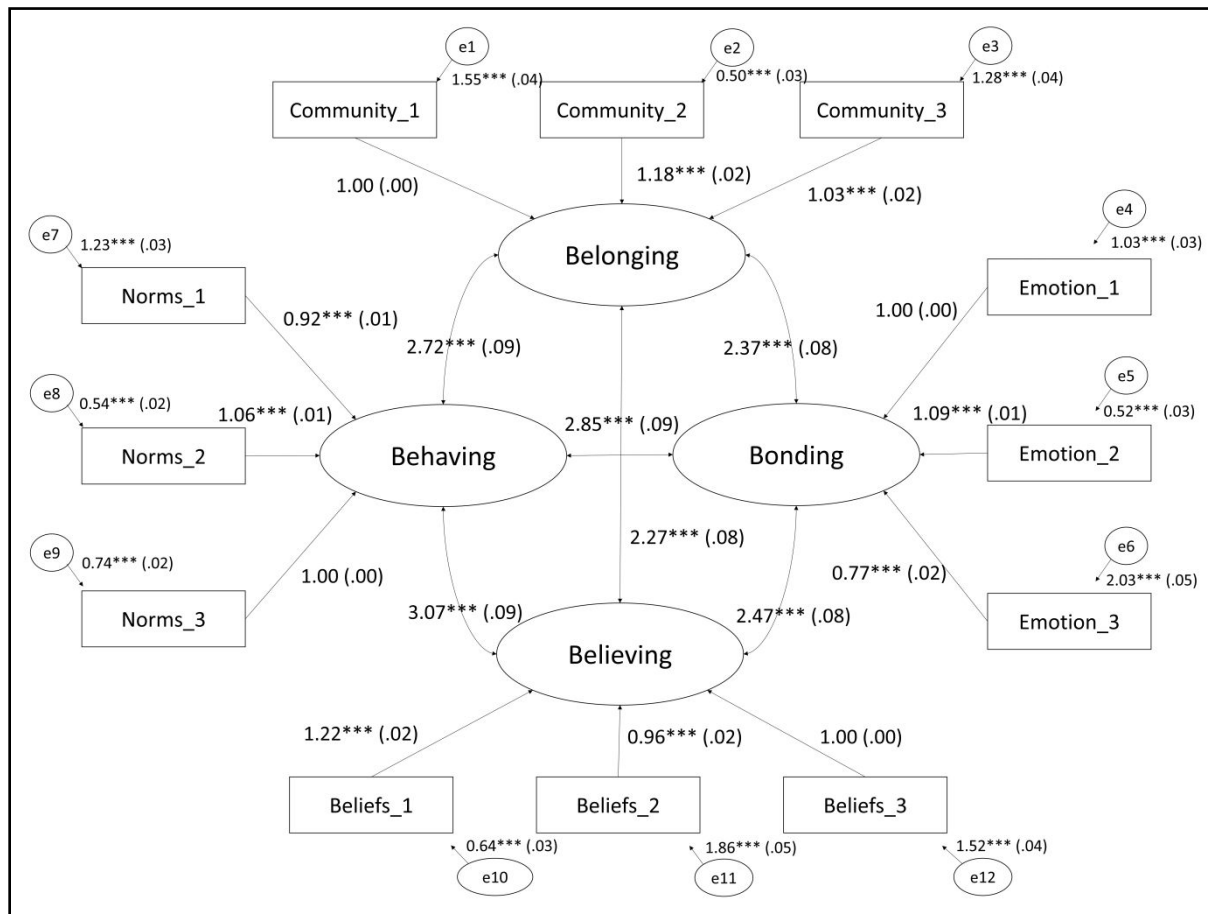 e1
e2
e3
1.55*** (.04)
0.50*** (.03)
1.28*** (.04)
Community_1
Community_2
Community_3
1.00 (.00)
1.18*** (.02)
1.03*** (.02)
e7
1.23*** (.03)
e4
1.03*** (.03)
Belonging
Norms_1
Emotion_1
0.92*** (.01)
1.00 (.00)
2.72*** (.09)
2.37*** (.08)
e8
0.54*** (.02)
e5
0.52*** (.03)
1.06*** (.01)
1.09*** (.01)
Norms_2
Behaving
2.85*** (.09)
Bonding
Emotion_2
e9
0.74*** (.02)
e6
2.03*** (.05)
1.00 (.00)
2.27*** (.08)
0.77*** (.02)
Norms_3
3.07*** (.09)
2.47*** (.08)
Emotion_3
Believing
1.22*** (.02)
0.96*** (.02)
1.00 (.00)
Beliefs_1
Beliefs_2
Beliefs_3
0.64*** (.03)
1.86*** (.05)
1.52*** (.04)
e10
e11
e12